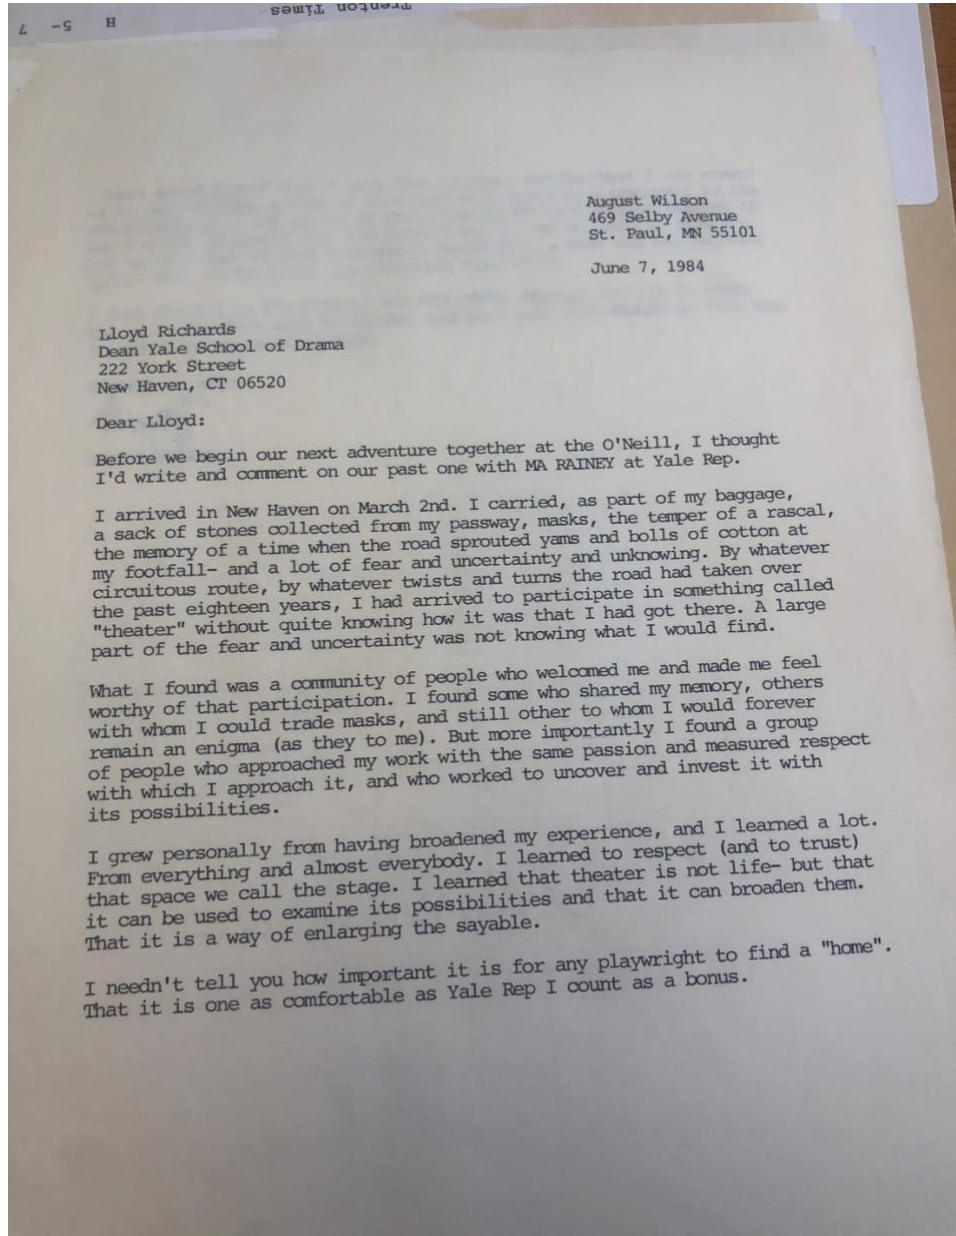 Trenton Times
H 5- 7
August Wilson
469 Selby Avenue
St. Paul, MN 55101
June 7, 1984
Lloyd Richards
Dean Yale School of Drama
222 York Street
New Haven, CT 06520
Dear Lloyd:
Before we begin our next adventure together at the O'Neill, I thought
I'd write and comment on our past one with MA RAINEY at Yale Rep.
I arrived in New Haven on March 2nd. I carried, as part of my baggage,
a sack of stones collected from my passway, masks, the temper of a rascal,
the memory of a time when the road sprouted yams and bolls of cotton at
my footfall- and a lot of fear and uncertainty and unknowing. By whatever
circuitous route, by whatever twists and turns the road had taken over
the past eighteen years, I had arrived to participate in something called
"theater" without quite knowing how it was that I had got there. A large
part of the fear and uncertainty was not knowing what I would find.
What I found was a community of people who welcomed me and made me feel
worthy of that participation. I found some who shared my memory, others
with whom I could trade masks, and still other to whom I would forever
remain an enigma (as they to me). But more importantly I found a group
of people who approached my work with the same passion and measured respect
with which I approach it, and who worked to uncover and invest it with
its possibilities.
I grew personally from having broadened my experience, and I learned a lot.
From everything and almost everybody. I learned to respect (and to trust)
that space we call the stage. I learned that theater is not life- but that
it can be used to examine its possibilities and that it can broaden them.
That it is a way of enlarging the sayable.
I needn't tell you how important it is for any playwright to find a "home".
That it is one as comfortable as Yale Rep I count as a bonus.